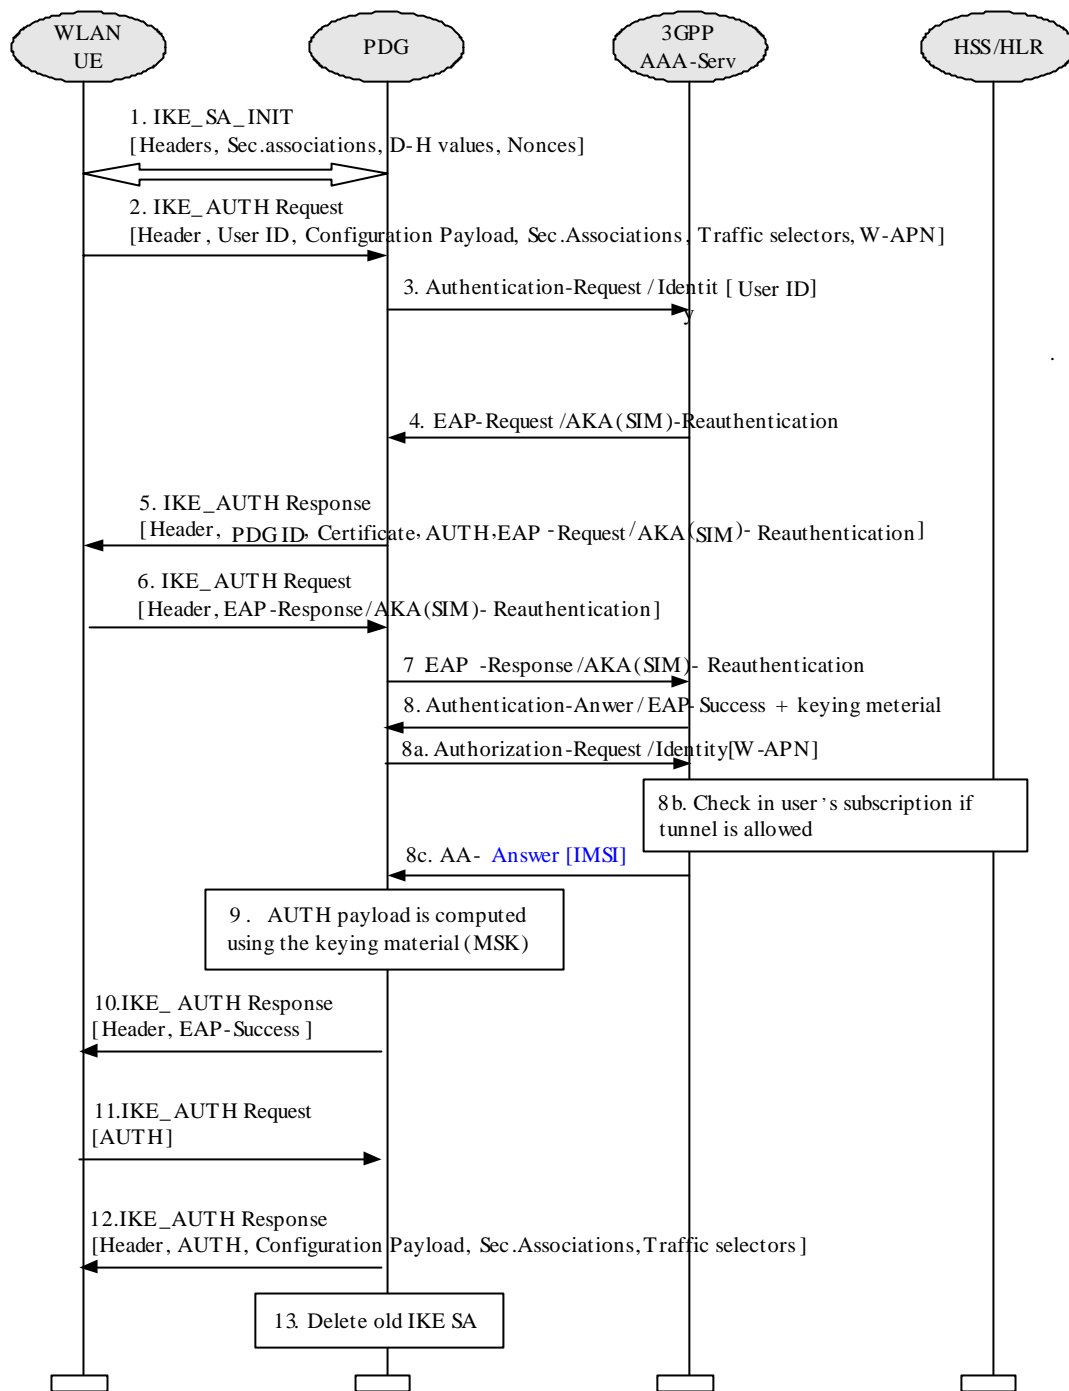 WLAN
UE
PDG
3GPP
AAA-Serv
HSS/HLR
1. IKE_SA_INIT
[Headers, Sec.associations, D-H values, Nonces]
2. IKE_AUTH Request
[Header, User ID, Configuration Payload, Sec.Associations, Traffic selectors, W-APN]
3. Authentication-Request/Identit [User ID]
y
.
4. EAP-Request/AKA(SIM)-Reauthentication
5. IKE_AUTH Response
[Header, PDG ID, Certificate, AUTH,EAP-Request/AKA(SIM)-Reauthentication]
6. IKE_AUTH Request
[Header, EAP-Response/AKA(SIM)-Reauthentication]
7 EAP -Response/AKA(SIM)-Reauthentication
8. Authentication-Anwer/EAP-Success + keying meterial
8a. Authorization-Request/Identity[W-APN]
8b. Check in user's subscription if
tunnel is allowed
8c. AA- Answer [IMSI]
9. AUTH payload is computed
using the keying material (MSK)
10.IKE_ AUTH Response
[Header, EAP-Success]
11.IKE_AUTH Request
[AUTH]
12.IKE_AUTH Response
[Header, AUTH, Configuration Payload, Sec.Associations,Traffic selectors]
13. Delete old IKE SA